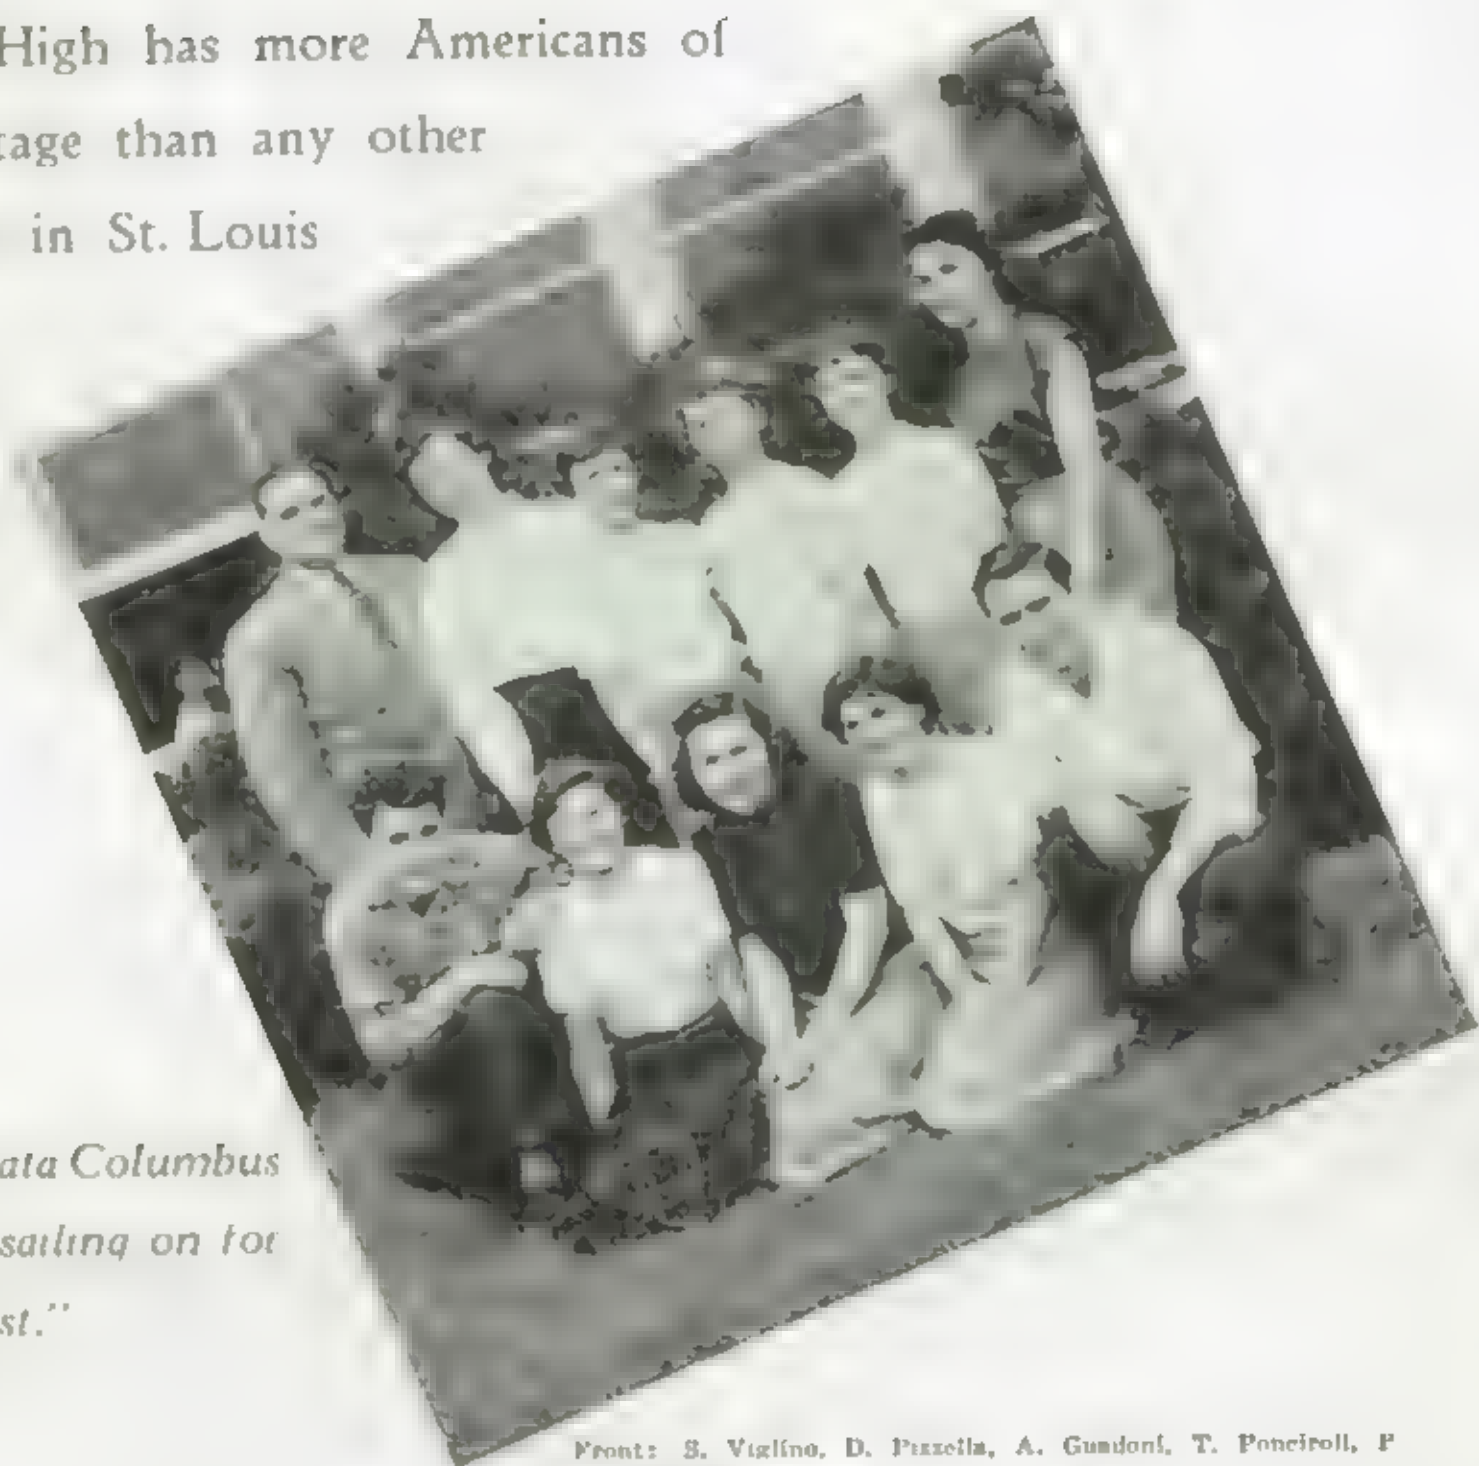 High has more Americans of
tage than any other
in St. Louis
ata Columbus
sailing on for
st."
Front: S. Viglino, D. Pizzella, A. Gundoni, T. Ponciroli, P